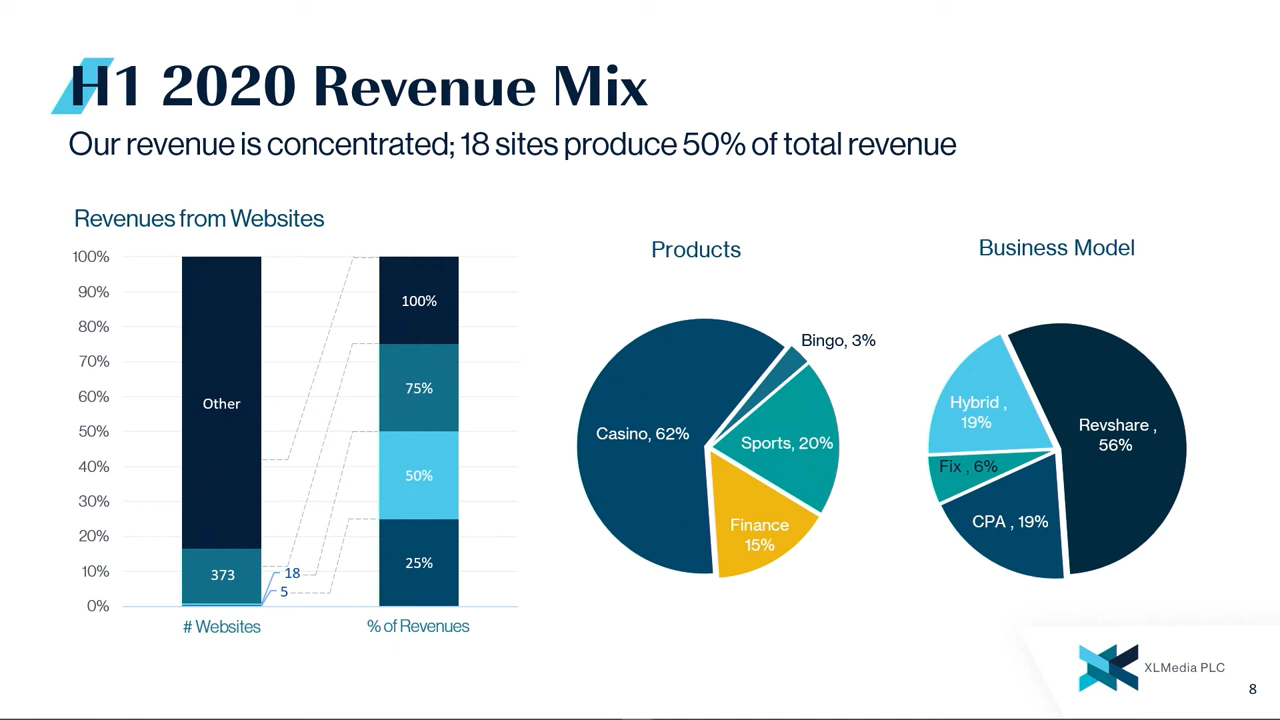 H1 2020 Revenue Mix
Our revenue is concentrated; 18 sites produce 50% of total revenue
Revenues from Websites
100%
90%
80%
70%
60%
50%
40%
30%
20%
10%
0%
Other
373
18
5
# Websites
100%
75%
50%
25%
% of Revenues
Products
Bingo, 3%
Casino, 62%
Sports, 20%
Finance
15%
Business Model
Hybrid ,
19%
Revshare ,
56%
Fix , 6%
CPA , 19%
XLMedia PLC
8